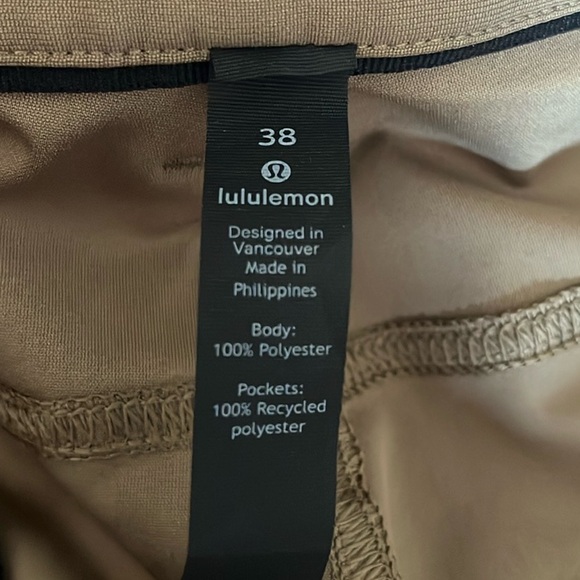 38
lululemon
Designed in
Vancouver
Made in
Philippines
Body:
100% Polyester
Pockets:
100% Recycled
polyester